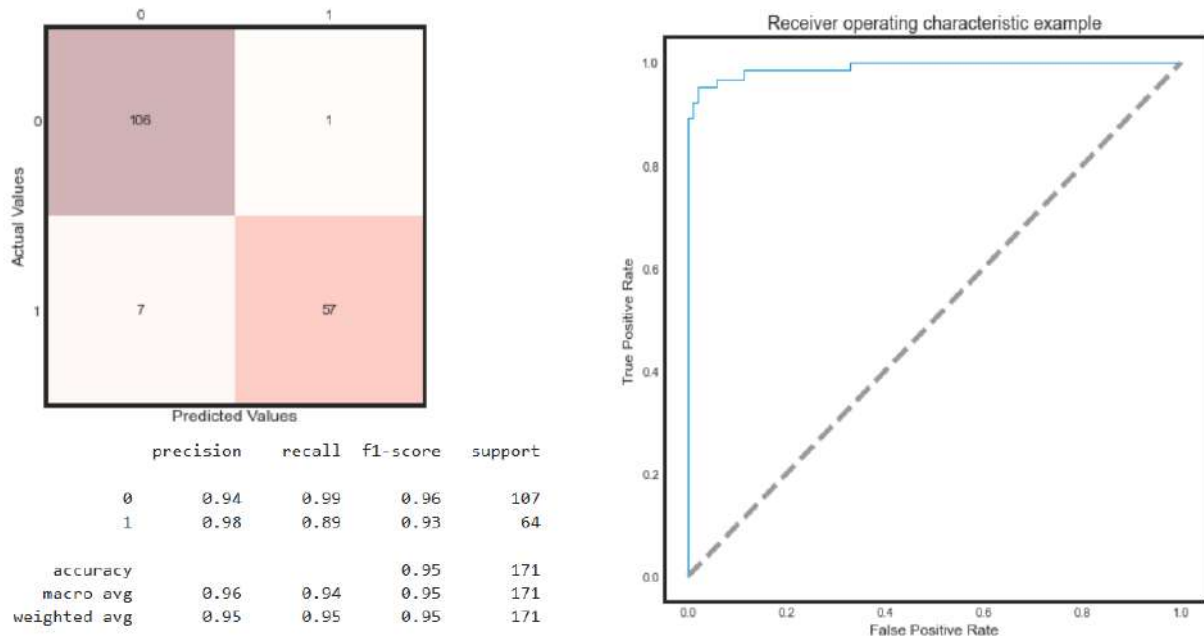 0 1
0 106 1
1 7 57
Actual Values
Predicted Values
precision recall f1-score support
0 0.94 0.99 0.96 107
1 0.98 0.89 0.93 64
accuracy 0.95 171
macro avg 0.96 0.94 0.95 171
weighted avg 0.95 0.95 0.95 171
Receiver operating characteristic example
True Positive Rate
1.0
0.8
0.6
0.4
0.2
0.0
0.0 0.2 0.4 0.6 0.8 1.0
False Positive Rate